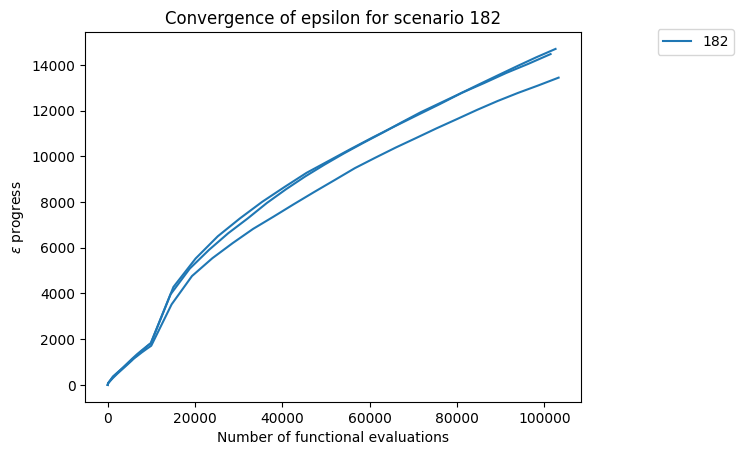 Convergence of epsilon for scenario 182
182
14000
12000
10000
8000
6000
4000
2000
0
ε progress
0 20000 40000 60000 80000 100000
Number of functional evaluations